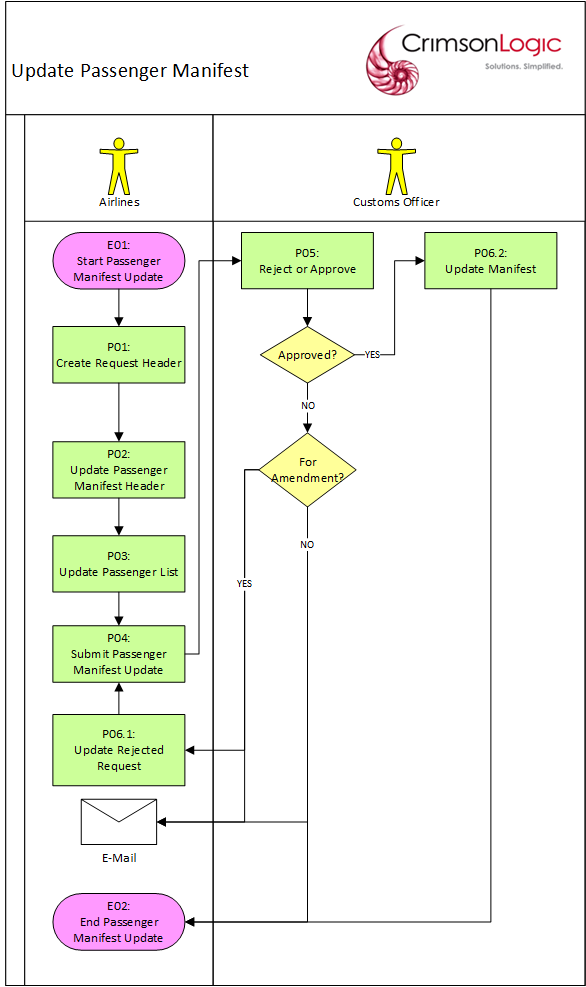 Update Passenger Manifest
CrimsonLogic
Solutions. Simplified.
Airlines
Customs Officer
E01:
Start Passenger
Manifest Update
P01:
Create Request Header
P02:
Update Passenger
Manifest Header
P03:
Update Passenger List
P04:
Submit Passenger
Manifest Update
P06.1:
Update Rejected
Request
E-Mail
E02:
End Passenger
Manifest Update
P05:
Reject or Approve
Approved?
YES
NO
For
Amendment?
YES
NO
P06.2:
Update Manifest